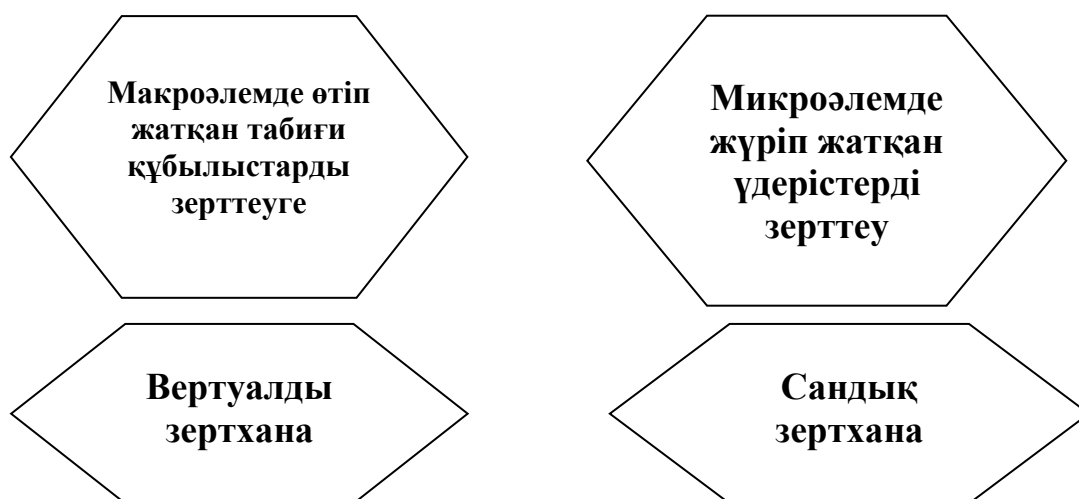 Макроәлемде өтіп
жатқан табиғи
құбылыстарды
зерттеуге
Микроәлемде
жүріп жатқан
үдерістерді
зерттеу
Вертуалды
зертхана
Сандық
зертхана